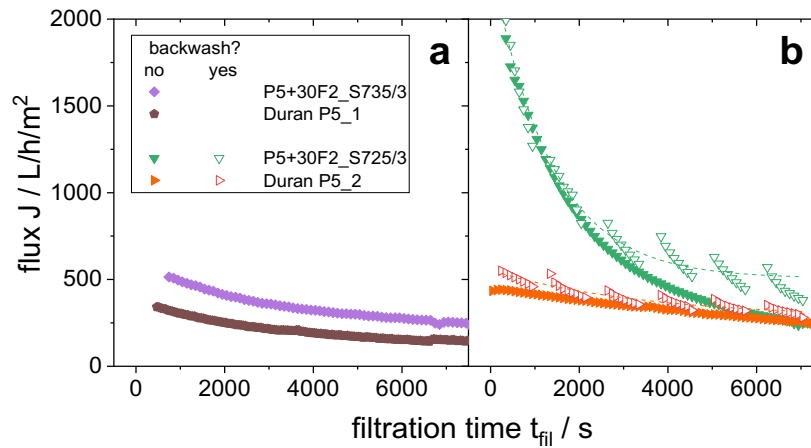 2000
1500
1000
500
0
flux J / L/h/m²
backwash?
no yes
P5+30F2_S735/3
Duran P5_1
P5+30F2_S725/3
Duran P5_2
a
b
0 2000 4000 6000 0 2000 4000 6000
filtration time t_fil / s